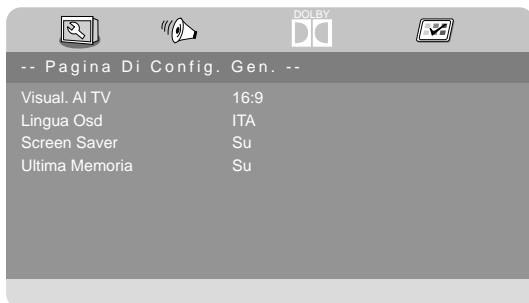 DOLBY
-- Pagina Di Config. Gen. --
Visual. Al TV 16:9
Lingua Osd ITA
Screen Saver Su
Ultima Memoria Su